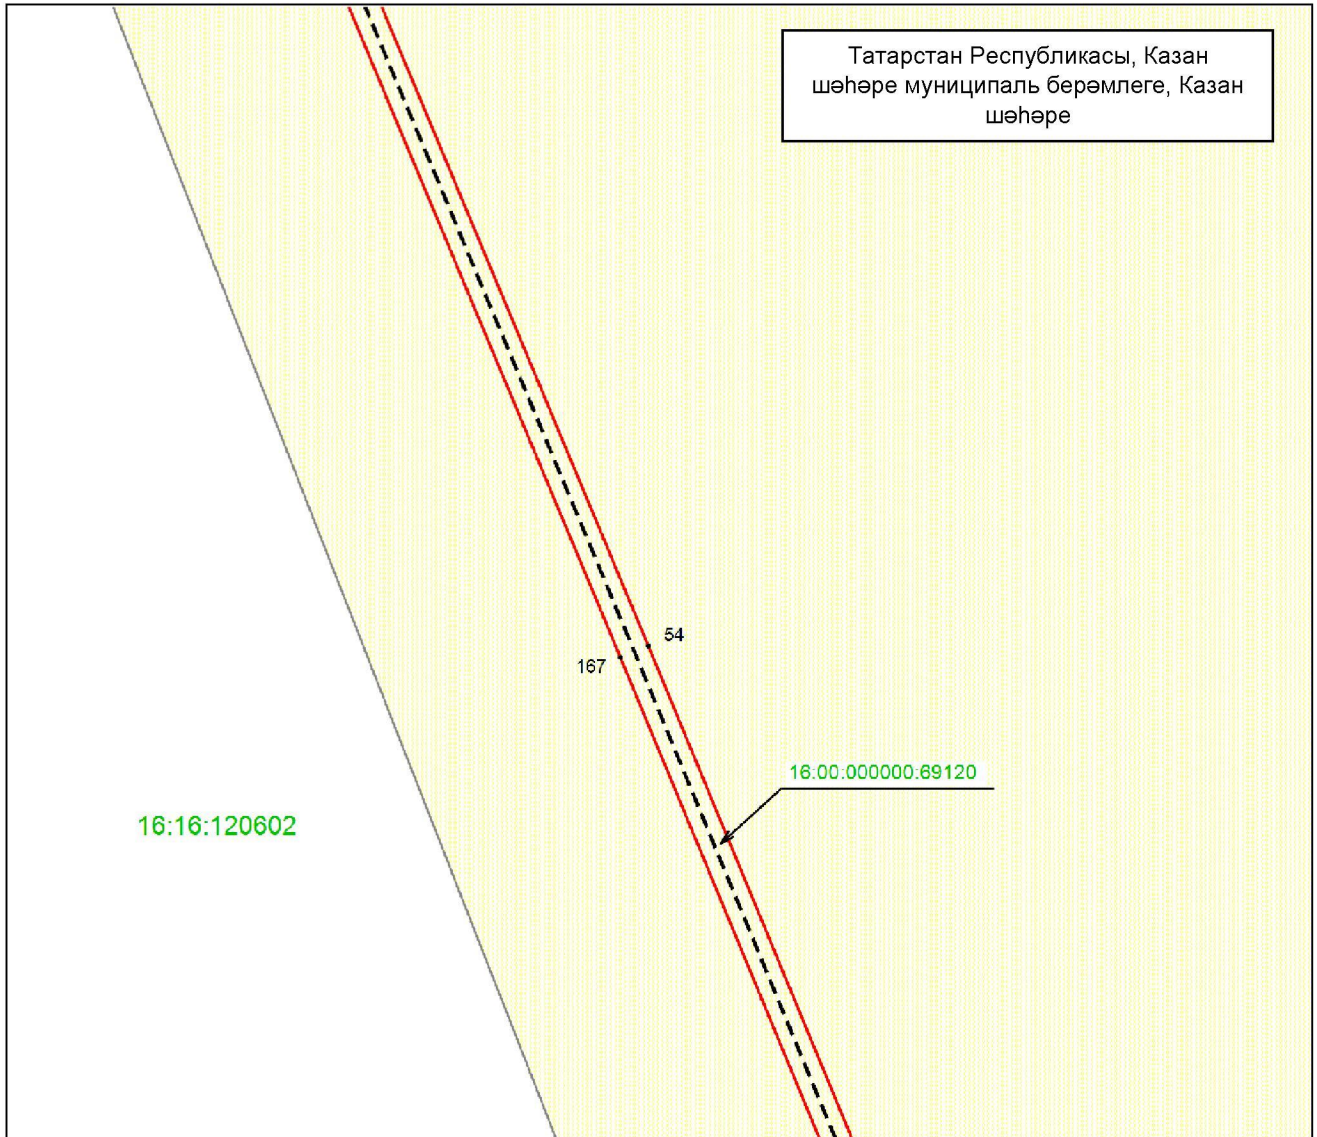 Татарстан Республикасы, Казан
шәһәре муниципаль берәмлеге, Казан
шәһәре
54
167
16:00:000000:69120
16:16:120602